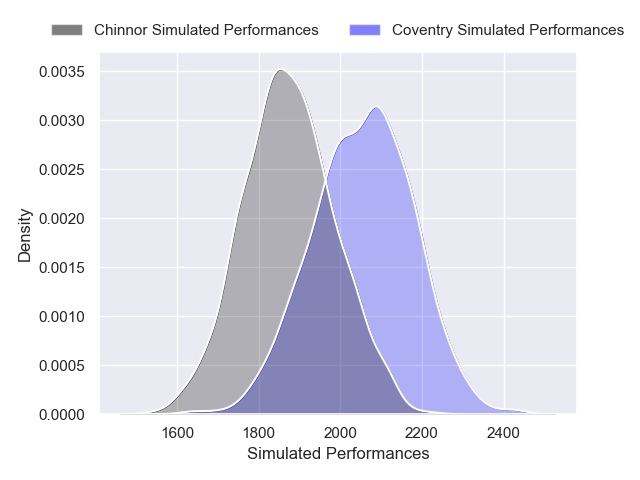 Chinnor Simulated Performances Coventry Simulated Performances
0.0035
0.0030
0.0025
0.0020
0.0015
0.0010
0.0005
0.0000
Density
1600 1800 2000 2200 2400
Simulated Performances